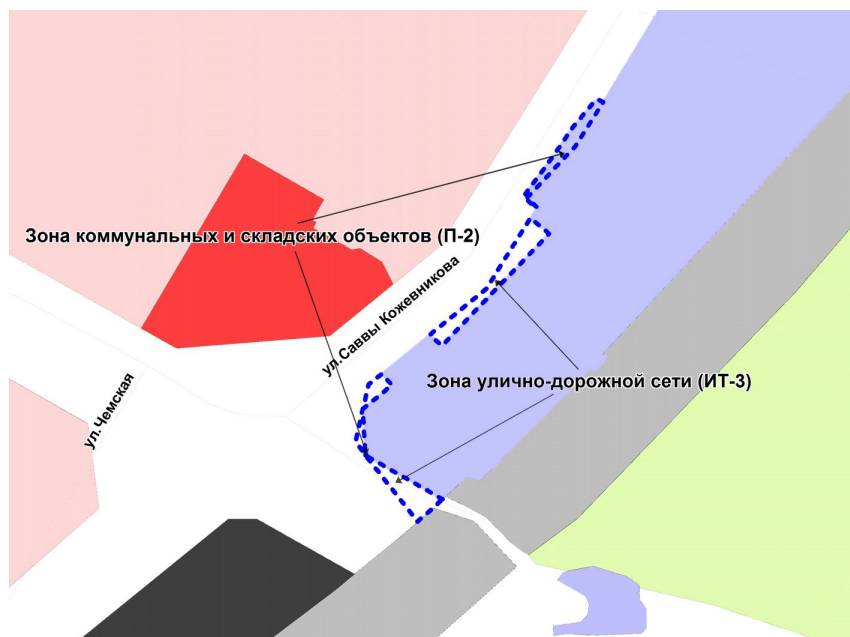 Зона коммунальных и складских объектов (П-2)
ул.Саввы Кожевникова
Зона улично-дорожной сети (ИТ-3)
ул.Чемская